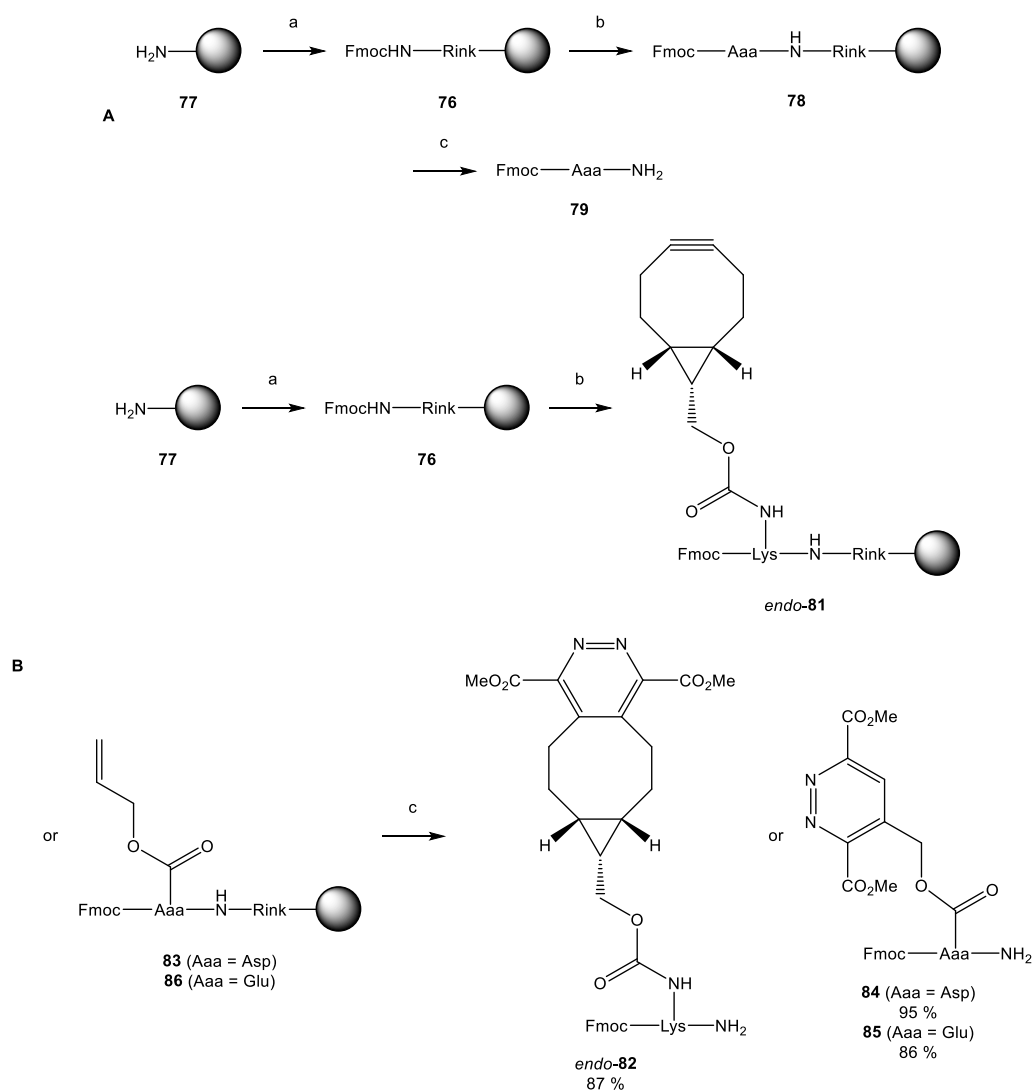 H2N
a
FmocHN Rink
b
Fmoc Aaa H N Rink
77
76
78
A
c
Fmoc Aaa NH2
79
H H
H2N
a
FmocHN Rink
b
O
77
76
O NH
Fmoc Lys H N Rink
endo-81
B
N N
MeO2C CO2Me
CO2Me
N
N
or
O O
c
H H
or
O
CO2Me
O
Fmoc Aaa H N Rink
O
Fmoc Aaa NH2
83 (Aaa = Asp)
86 (Aaa = Glu)
O NH
84 (Aaa = Asp)
95 %
Fmoc Lys NH2
85 (Aaa = Glu)
86 %
endo-82
87 %